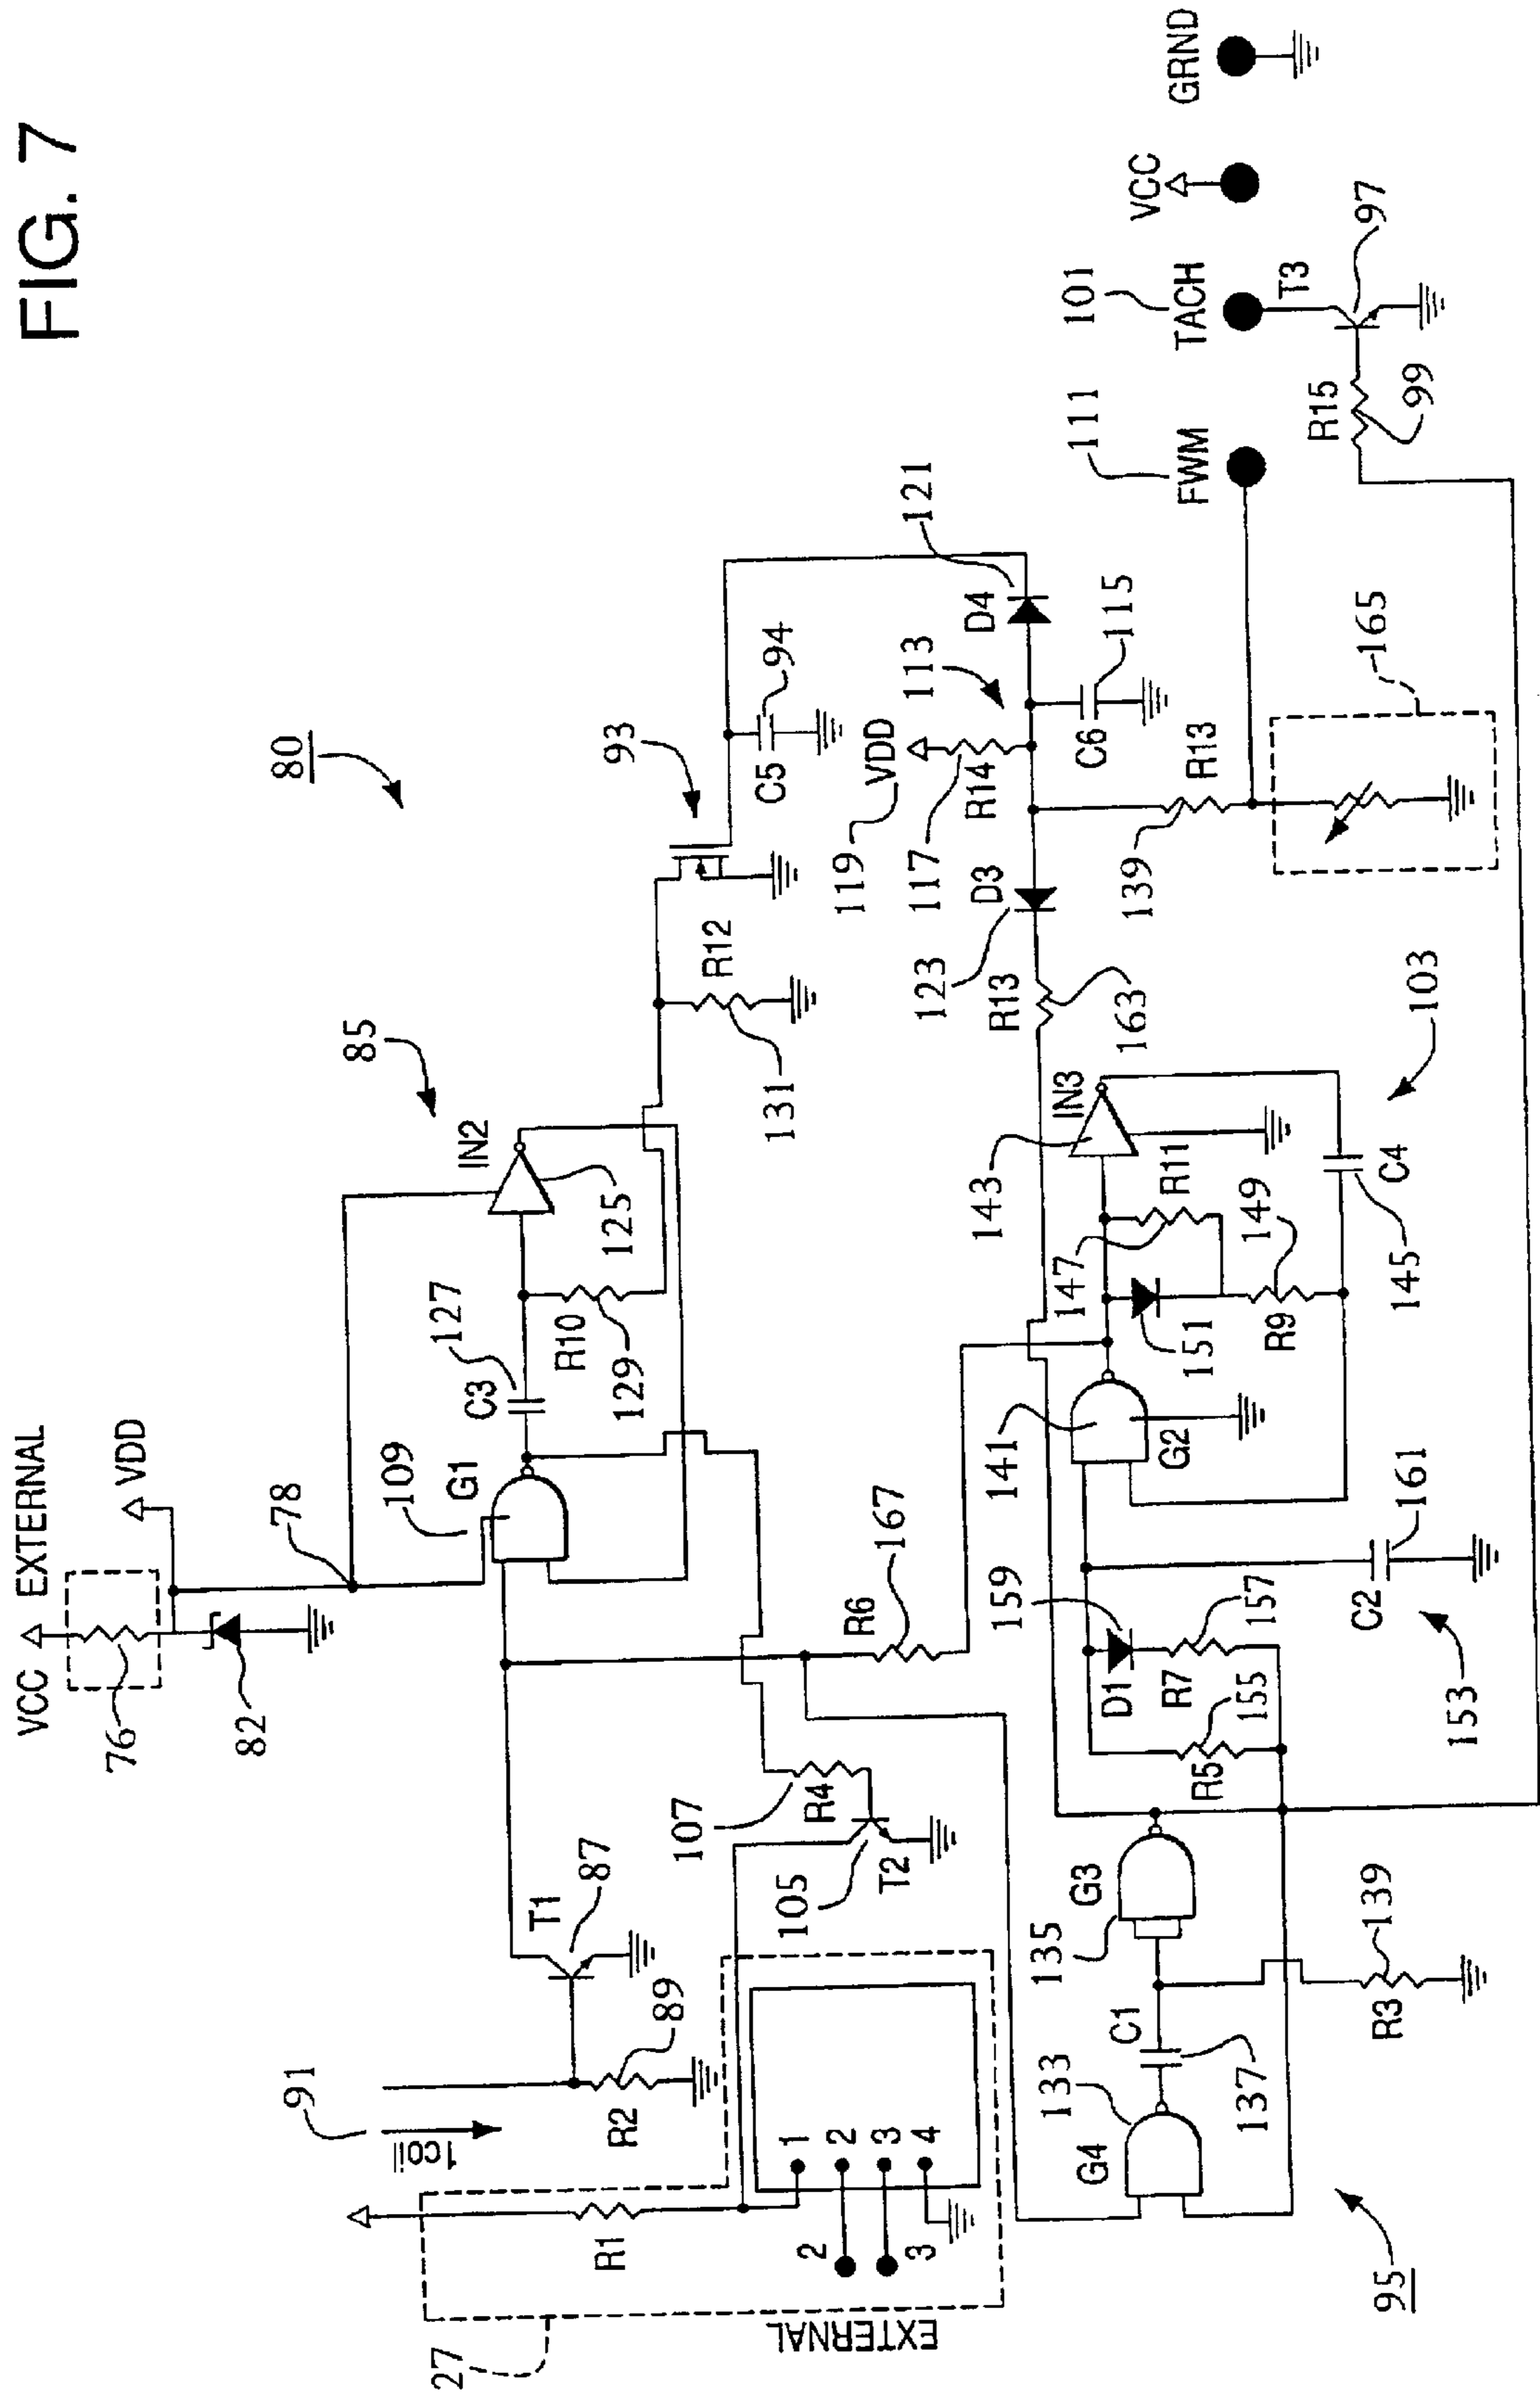 FIG. 7
80
VCC EXTERNAL
VDD
76
82
78
85
93
109
G1
C3
127
IN2
125
R10
129
R12
131
C5
94
91
1coil
T1
87
R2
89
R1
27
EXTERNAL
1
2
3
4
2
3
107
R4
105
T2
R6
167
119
VDD
117
R14
113
D4
121
C6
115
D3
123
R13
163
139
R13
165
111
FWM
101
TACH
VCC
GRND
T3
97
R15
99
103
IN3
143
147
R11
149
R9
151
C4
145
141
G2
159
D1
R7
157
R5
155
C2
161
153
G3
135
C1
137
133
G4
R3
139
95